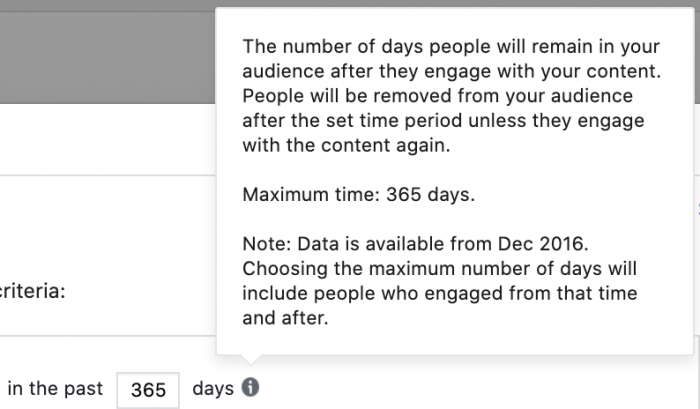 The number of days people will remain in your
audience after they engage with your content.
People will be removed from your audience
after the set time period unless they engage
with the content again.
Maximum time: 365 days.
Note: Data is available from Dec 2016.
Choosing the maximum number of days will
include people who engaged from that time
and after.
criteria:
in the past 365 days